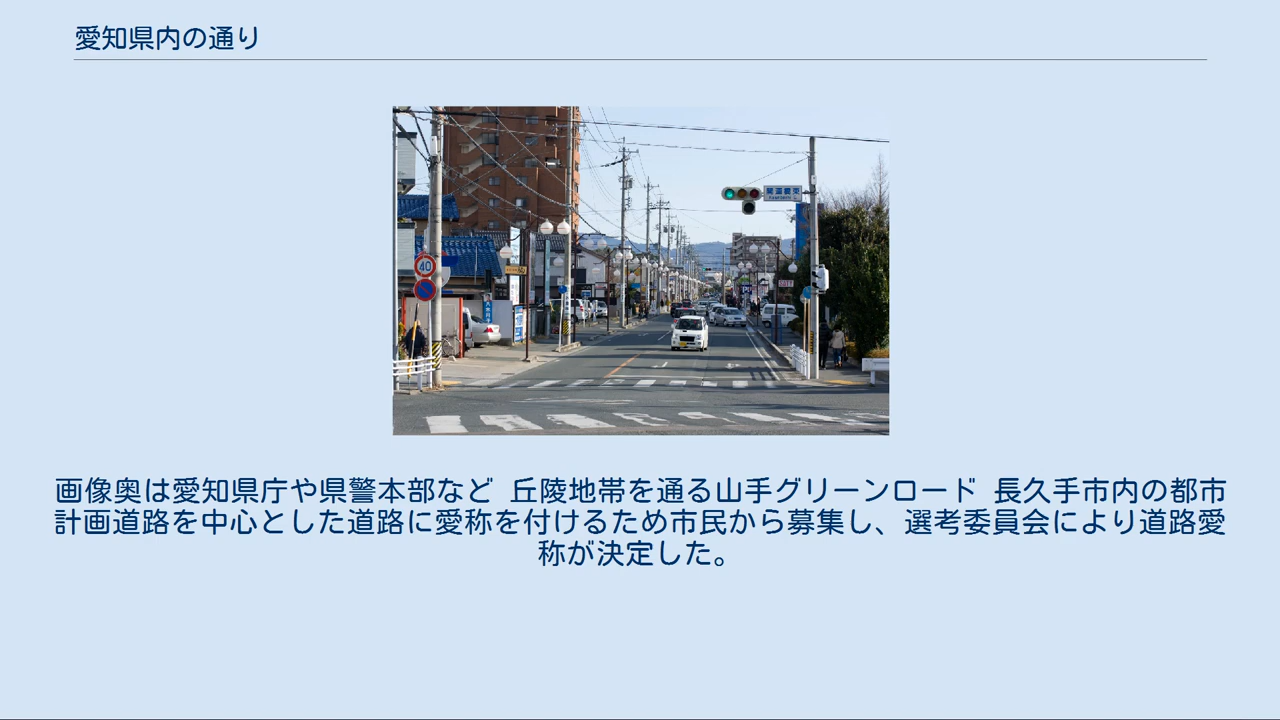 愛知県内の通り
40
画像奥は愛知県庁や県警本部など 丘陵地帯を通る山手グリーンロード 長久手市内の都市
計画道路を中心とした道路に愛称を付けるため市民から募集し、選考委員会により道路愛
称が決定した。